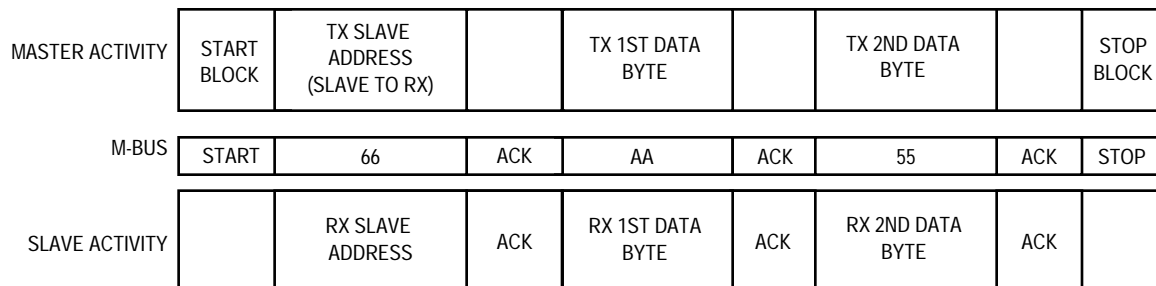 MASTER ACTIVITY
START
BLOCK
TX SLAVE
ADDRESS
(SLAVE TO RX)
TX 1ST DATA
BYTE
TX 2ND DATA
BYTE
STOP
BLOCK
M-BUS
START 66 ACK AA ACK 55 ACK STOP
SLAVE ACTIVITY
RX SLAVE
ADDRESS
ACK
RX 1ST DATA
BYTE
ACK
RX 2ND DATA
BYTE
ACK